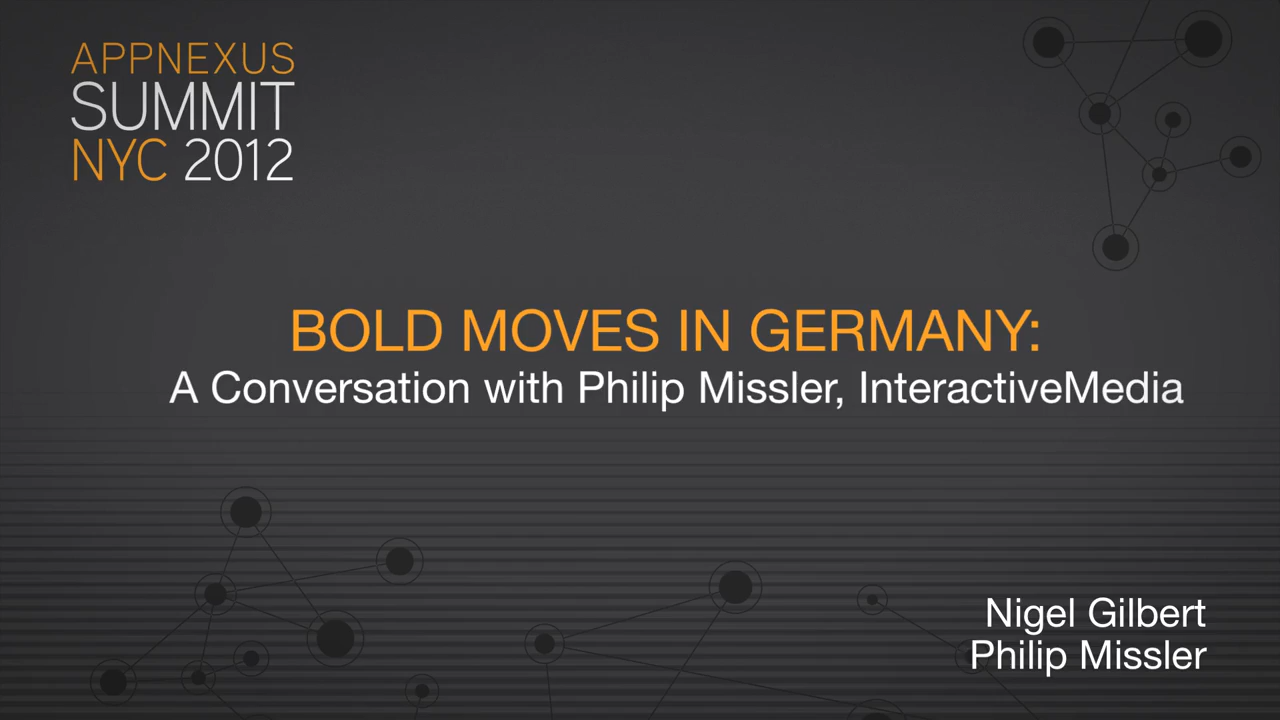 APPNEXUS
SUMMIT
NYC 2012
BOLD MOVES IN GERMANY:
A Conversation with Philip Missler, InteractiveMedia
Nigel Gilbert
Philip Missler